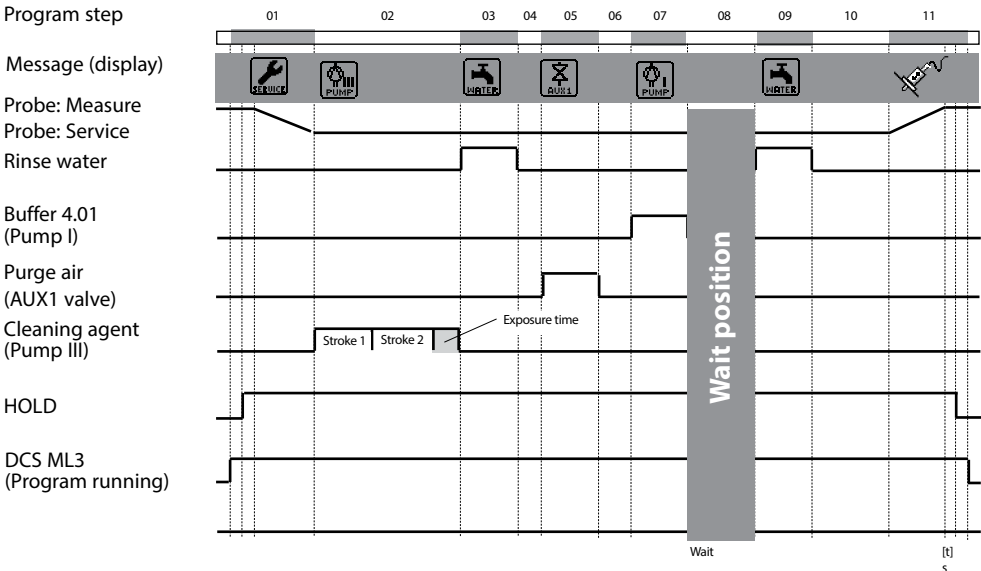 Program step
01 02 03 04 05 06 07 08 09 10 11
Message (display)
SERVICE
III
PUMP
WATER
AUX1
I
PUMP
WATER
Probe: Measure
Probe: Service
Rinse water
Buffer 4.01
(Pump I)
Purge air
(AUX1 valve)
Cleaning agent
(Pump III)
Stroke 1 Stroke 2
Exposure time
Wait position
HOLD
DCS ML3
(Program running)
Wait
[t]
s